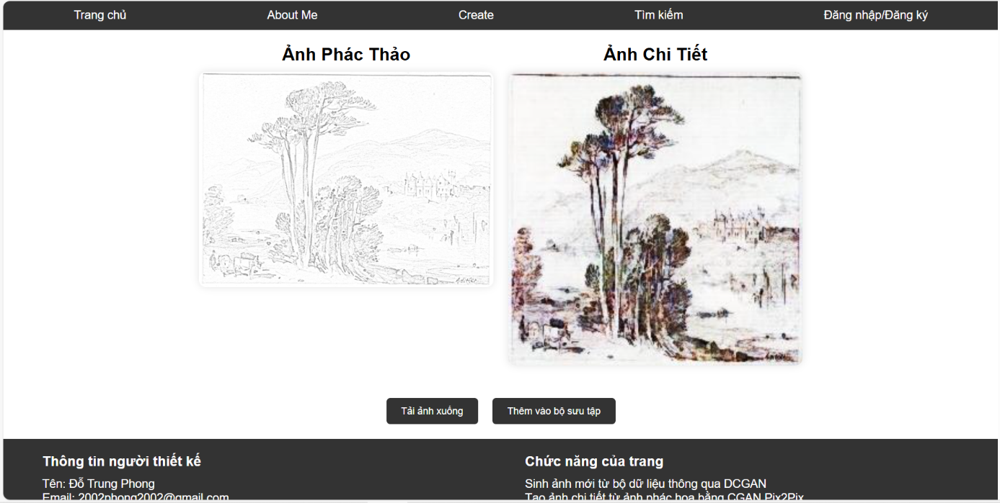 Trang chủ About Me Create Tìm kiếm Đăng nhập/Đăng ký
Ảnh Phác Thảo Ảnh Chi Tiết
Tải ảnh xuống Thêm vào bộ sưu tập
Thông tin người thiết kế
Tên: Đỗ Trung Phong
Email: 2002phong2002@gmail.com
Chức năng của trang
Sinh ảnh mới từ bộ dữ liệu thông qua DCGAN
Tạo ảnh chi tiết từ ảnh phác họa bằng CGAN Pix2Pix